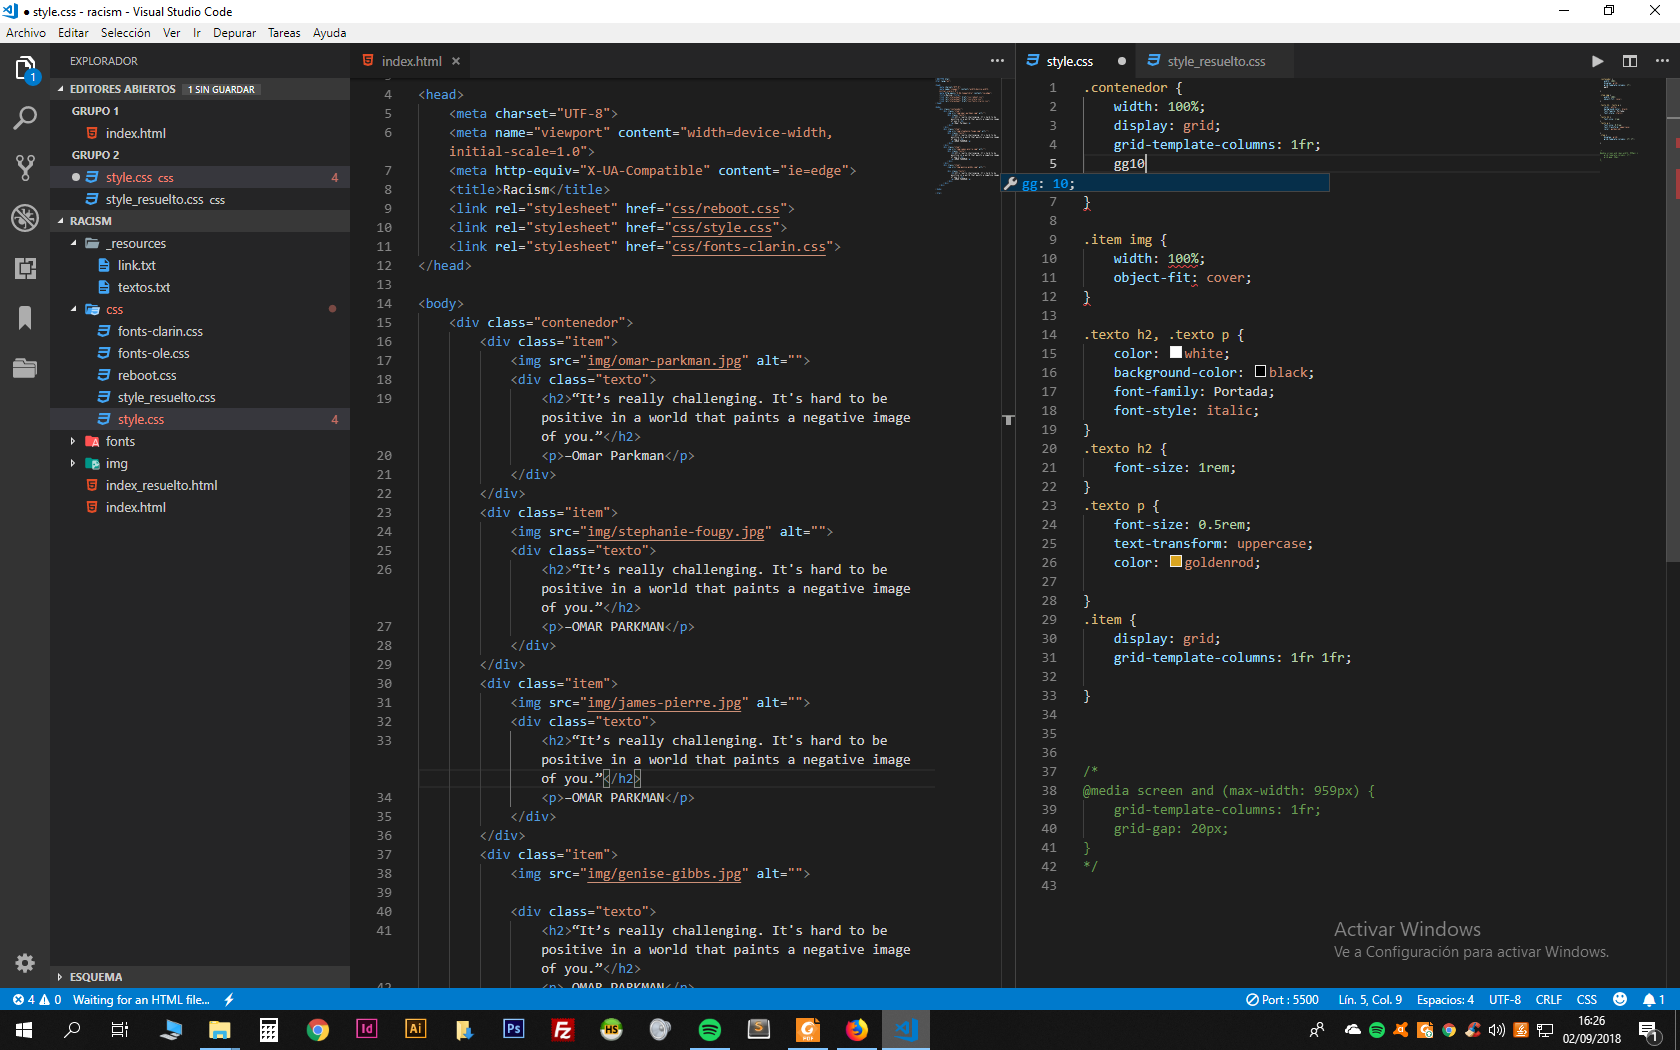 ● style.css - racism - Visual Studio Code
Archivo Editar Selección Ver Ir Depurar Tareas Ayuda
EXPLORADOR
EDITORES ABIERTOS 1 SIN GUARDAR
GRUPO 1
index.html
GRUPO 2
style.css css 4
style_resuelto.css css
RACISM
_resources
link.txt
textos.txt
css
fonts-clarin.css
fonts-ole.css
reboot.css
style_resuelto.css
style.css 4
fonts
img
index_resuelto.html
index.html
ESQUEMA
1
index.html
4 <head>
5 <meta charset="UTF-8">
6 <meta name="viewport" content="width=device-width,
initial-scale=1.0">
7 <meta http-equiv="X-UA-Compatible" content="ie=edge">
8 <title>Racism</title>
9 <link rel="stylesheet" href="css/reboot.css">
10 <link rel="stylesheet" href="css/style.css">
11 <link rel="stylesheet" href="css/fonts-clarin.css">
12 </head>
13
14 <body>
15 <div class="contenedor">
16 <div class="item">
17 <img src="img/omar-parkman.jpg" alt="">
18 <div class="texto">
19 <h2>“It’s really challenging. It's hard to be
positive in a world that paints a negative image
of you.”</h2>
20 <p>—Omar Parkman</p>
21 </div>
22 </div>
23 <div class="item">
24 <img src="img/stephanie-fougy.jpg" alt="">
25 <div class="texto">
26 <h2>“It’s really challenging. It's hard to be
positive in a world that paints a negative image
of you.”</h2>
27 <p>—OMAR PARKMAN</p>
28 </div>
29 </div>
30 <div class="item">
31 <img src="img/james-pierre.jpg" alt="">
32 <div class="texto">
33 <h2>“It’s really challenging. It's hard to be
positive in a world that paints a negative image
of you.”</h2>
34 <p>—OMAR PARKMAN</p>
35 </div>
36 </div>
37 <div class="item">
38 <img src="img/genise-gibbs.jpg" alt="">
39
40 <div class="texto">
41 <h2>“It’s really challenging. It's hard to be
positive in a world that paints a negative image
of you.”</h2>
42 <p>—OMAR PARKMAN</p>
style.css style_resuelto.css
1 .contenedor {
2 width: 100%;
3 display: grid;
4 grid-template-columns: 1fr;
5 gg10
gg: 10;
7 }
8
9 .item img {
10 width: 100%;
11 object-fit: cover;
12 }
13
14 .texto h2, .texto p {
15 color: white;
16 background-color: black;
17 font-family: Portada;
18 font-style: italic;
19 }
20 .texto h2 {
21 font-size: 1rem;
22 }
23 .texto p {
24 font-size: 0.5rem;
25 text-transform: uppercase;
26 color: goldenrod;
27
28 }
29 .item {
30 display: grid;
31 grid-template-columns: 1fr 1fr;
32
33 }
34
35
36
37 /*
38 @media screen and (max-width: 959px) {
39 grid-template-columns: 1fr;
40 grid-gap: 20px;
41 }
42 */
43
Activar Windows
Ve a Configuración para activar Windows.
4 0 Waiting for an HTML file... Port : 5500 Lín. 5, Col. 9 Espacios: 4 UTF-8 CRLF CSS 1
Id Ai Ps Fz HS S
16:26
02/09/2018
1